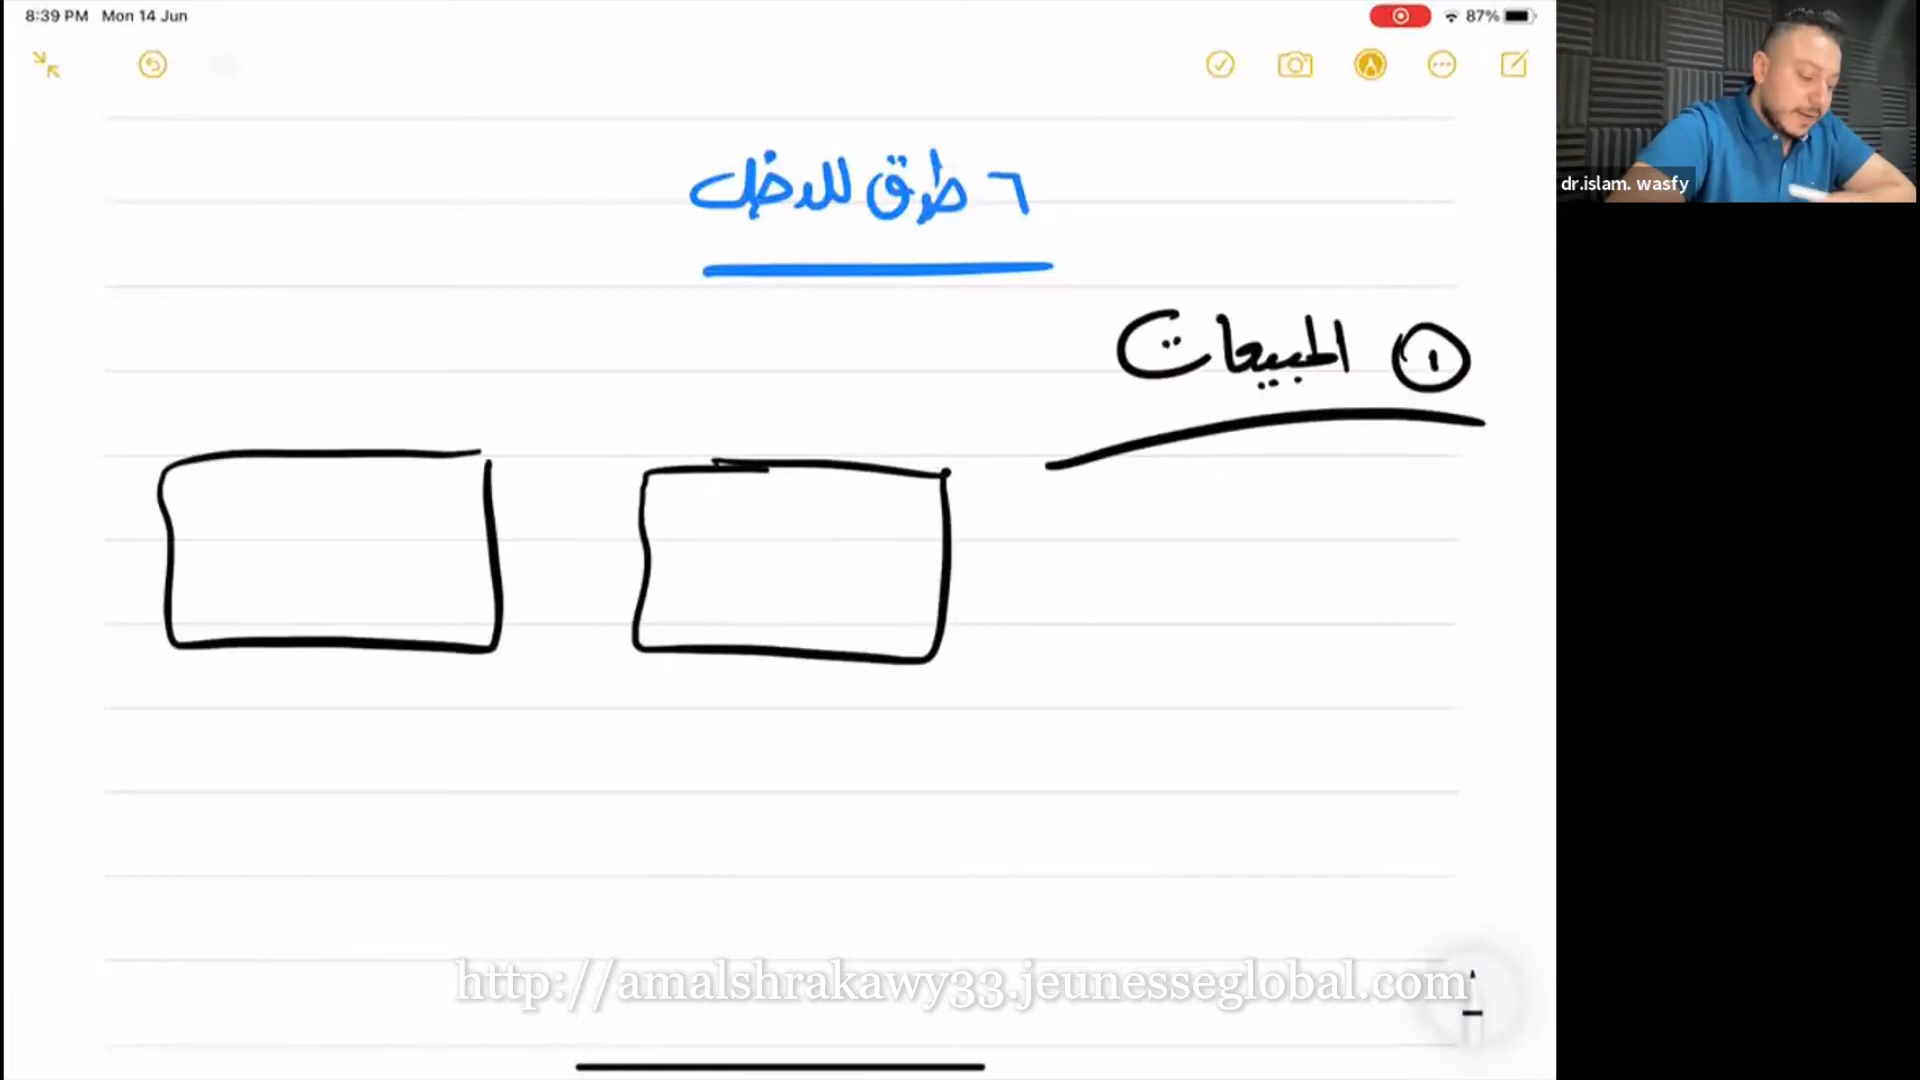 8:39 PM Mon 14 Jun
87%
dr.islam. wasfy
٦ طرق للدخل
١ المبيعات
http://amalshrakawy33.jeunesseglobal.com